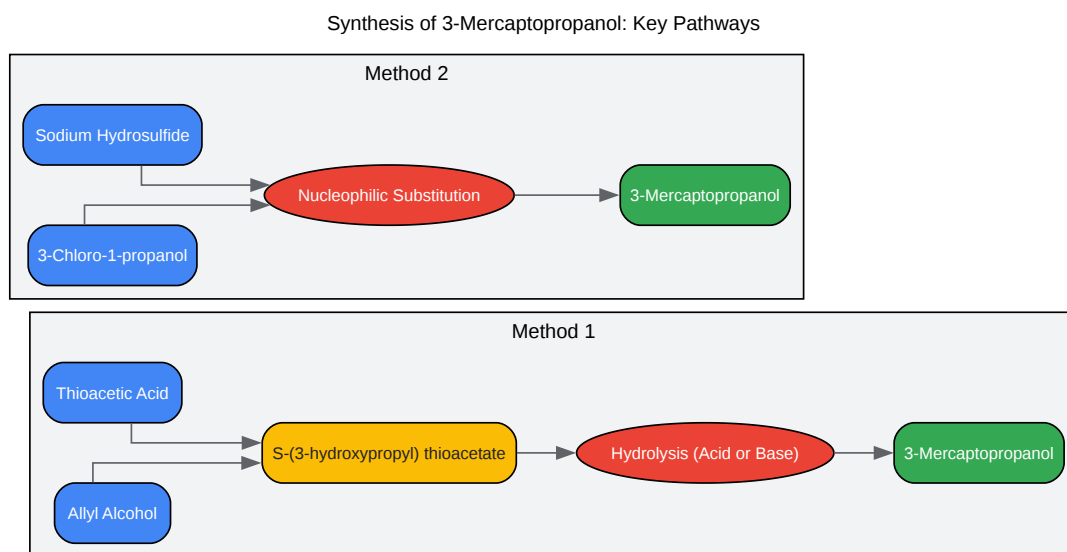 Synthesis of 3-Mercaptopropanol: Key Pathways
Method 2
Sodium Hydrosulfide
Nucleophilic Substitution
3-Mercaptopropanol
3-Chloro-1-propanol
Method 1
Thioacetic Acid
S-(3-hydroxypropyl) thioacetate
Hydrolysis (Acid or Base)
3-Mercaptopropanol
Allyl Alcohol